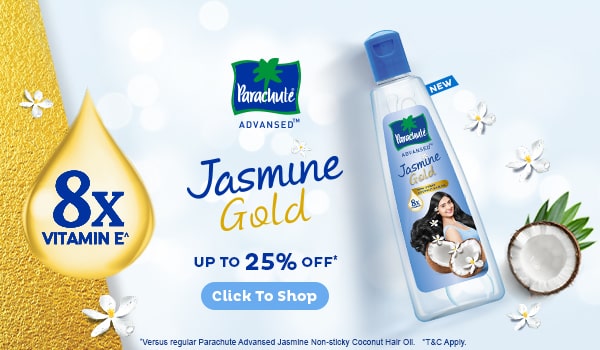 Parachute
ADVANSED™
Jasmine
Gold
8x
VITAMIN E^
UP TO 25% OFF*
Click To Shop
NEW
Parachute
ADVANSED™
Jasmine
Gold
8x
^Versus regular Parachute Advansed Jasmine Non-sticky Coconut Hair Oil. *T&C Apply.